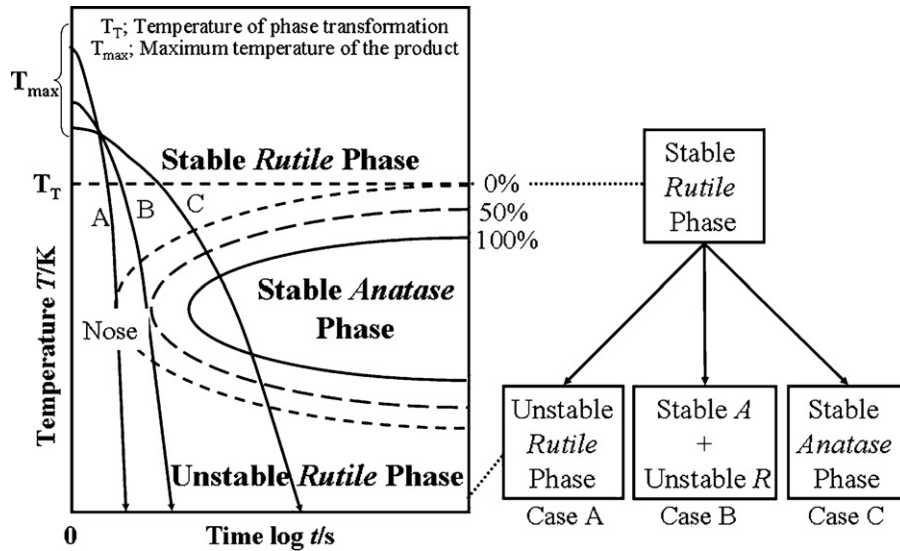 T_T; Temperature of phase transformation
T_max; Maximum temperature of the product
T_max
Stable Rutile Phase
T_T
0%
50%
100%
A
B
C
Stable Anatase
Phase
Nose
Unstable Rutile Phase
Temperature T/K
0
Time log t/s
Stable
Rutile
Phase
Unstable
Rutile
Phase
Case A
Stable A
+
Unstable R
Case B
Stable
Anatase
Phase
Case C